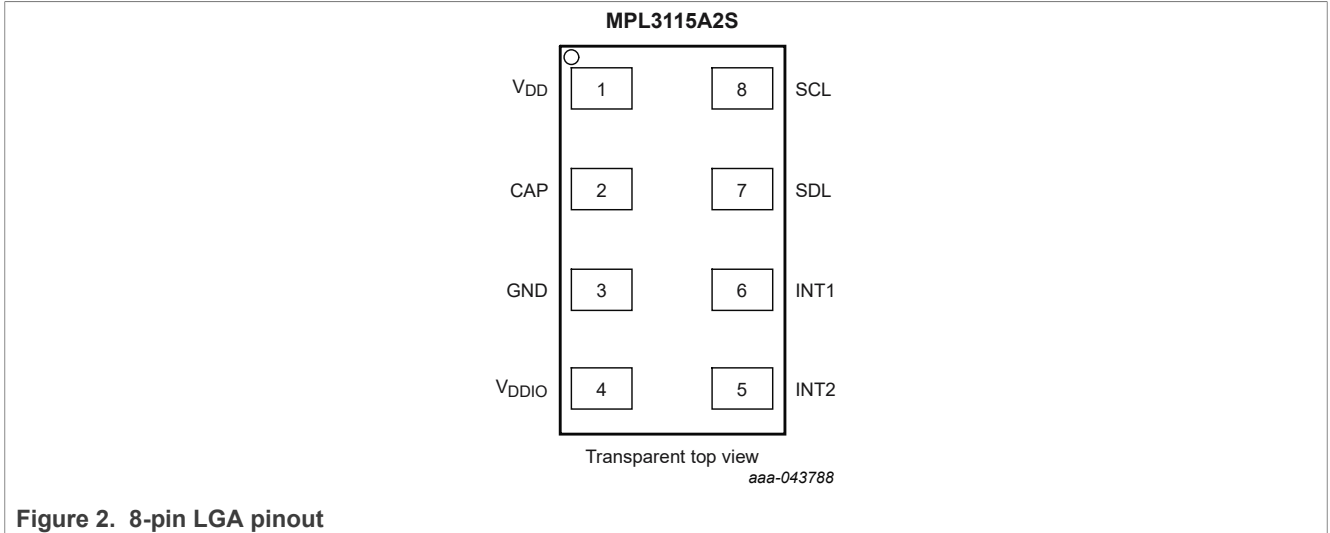 MPL3115A2S
VDD 1 8 SCL
CAP 2 7 SDL
GND 3 6 INT1
VDDIO 4 5 INT2
Transparent top view
aaa-043788
Figure 2. 8-pin LGA pinout